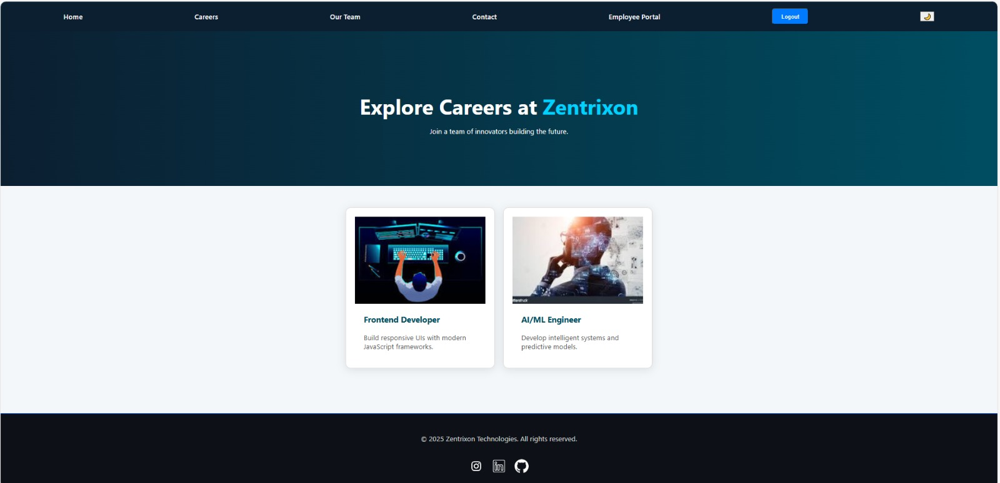 Home Careers Our Team Contact Employee Portal Logout
Explore Careers at Zentrixon
Join a team of innovators building the future.
Frontend Developer
Build responsive UIs with modern
JavaScript frameworks.
AI/ML Engineer
Develop intelligent systems and
predictive models.
© 2025 Zentrixon Technologies. All rights reserved.
in